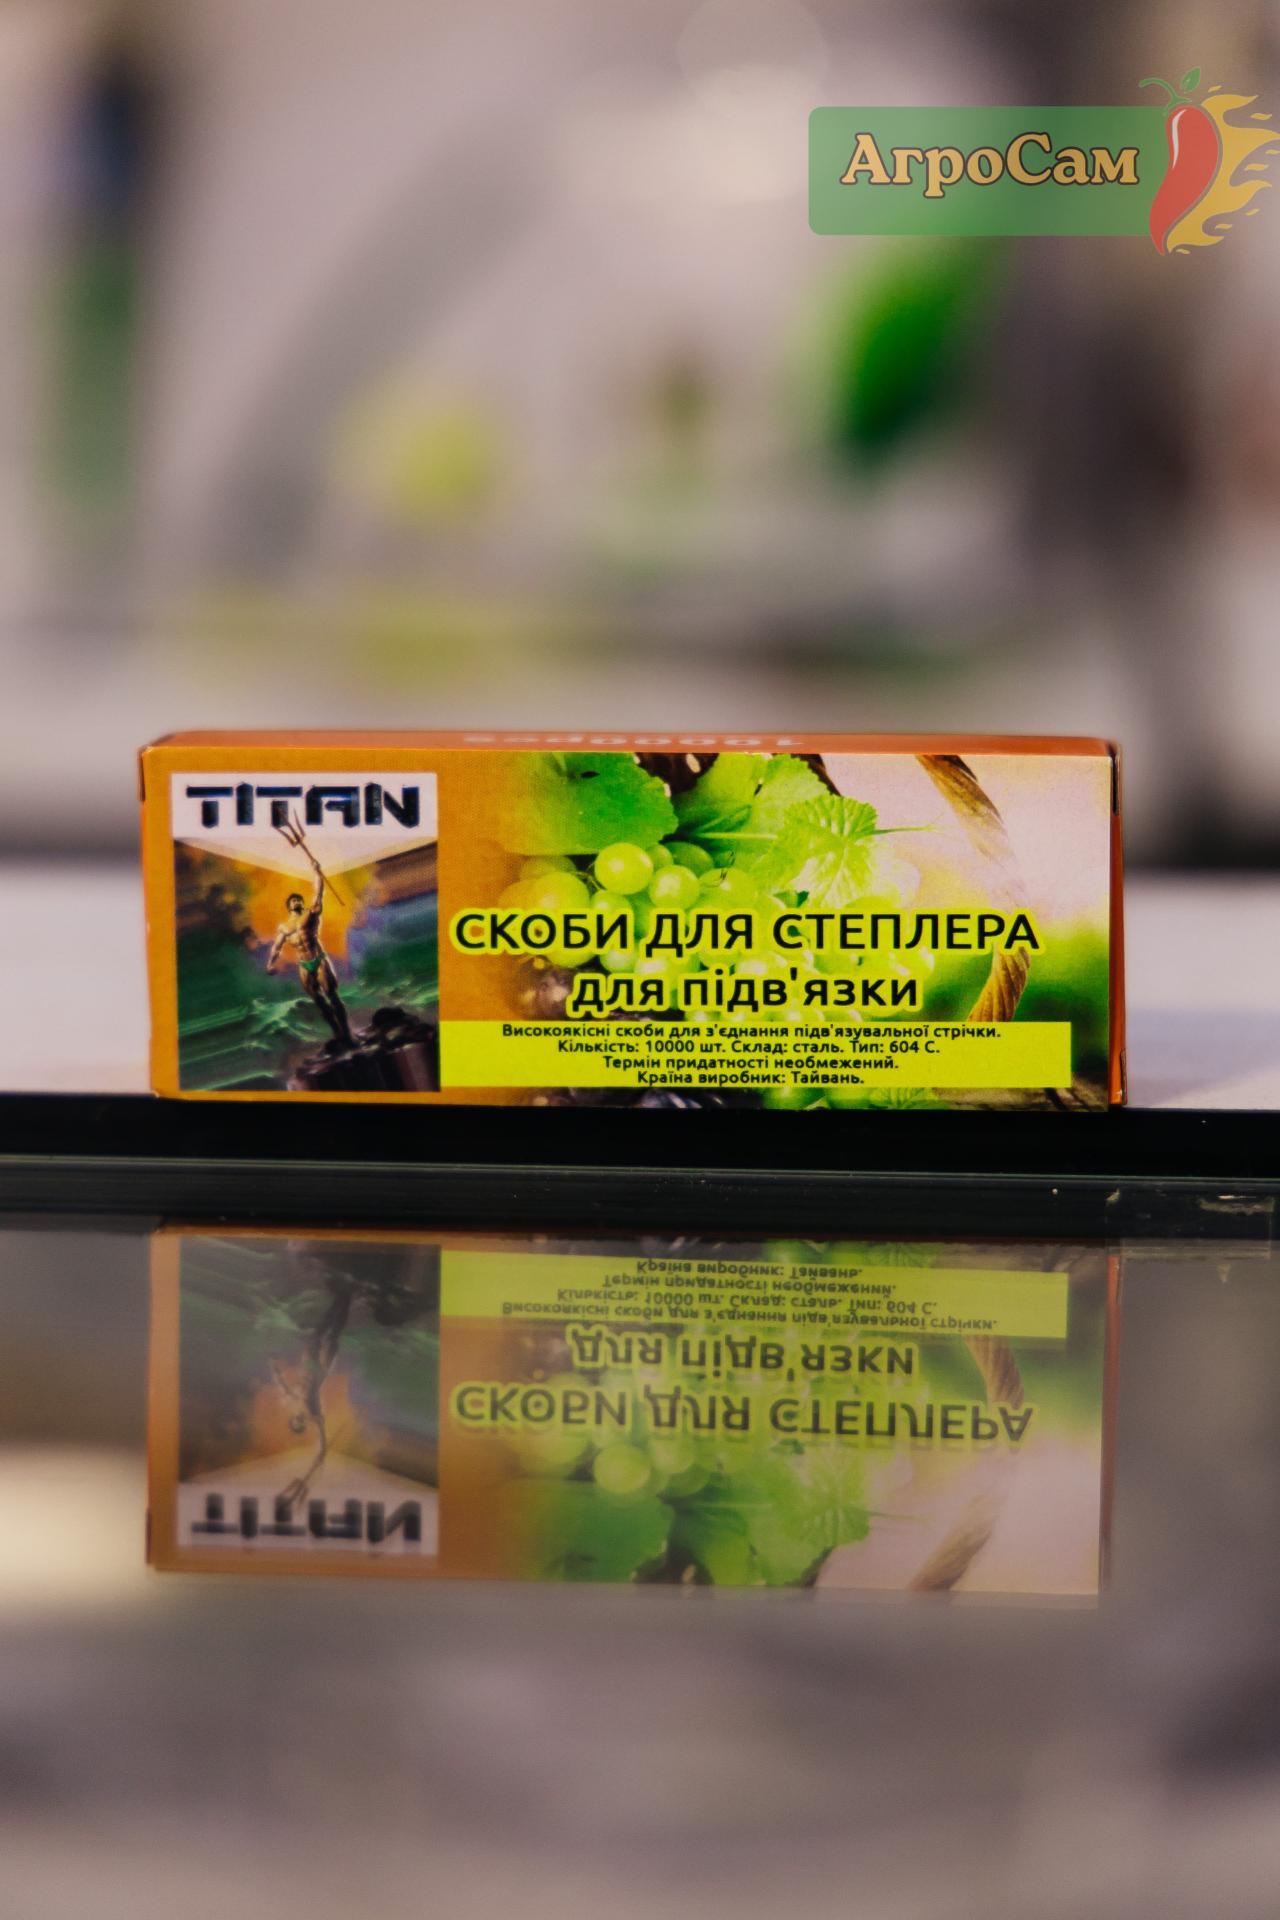 АгроСам
10000pcs
TITAN
СКОБИ ДЛЯ СТЕПЛЕРА
для підв'язки
Високоякісні скоби для з'єднання підв'язувальної стрічки.
Кількість: 10000 шт. Склад: сталь. Тип: 604 С.
Термін придатності необмежений.
Країна виробник: Тайвань.